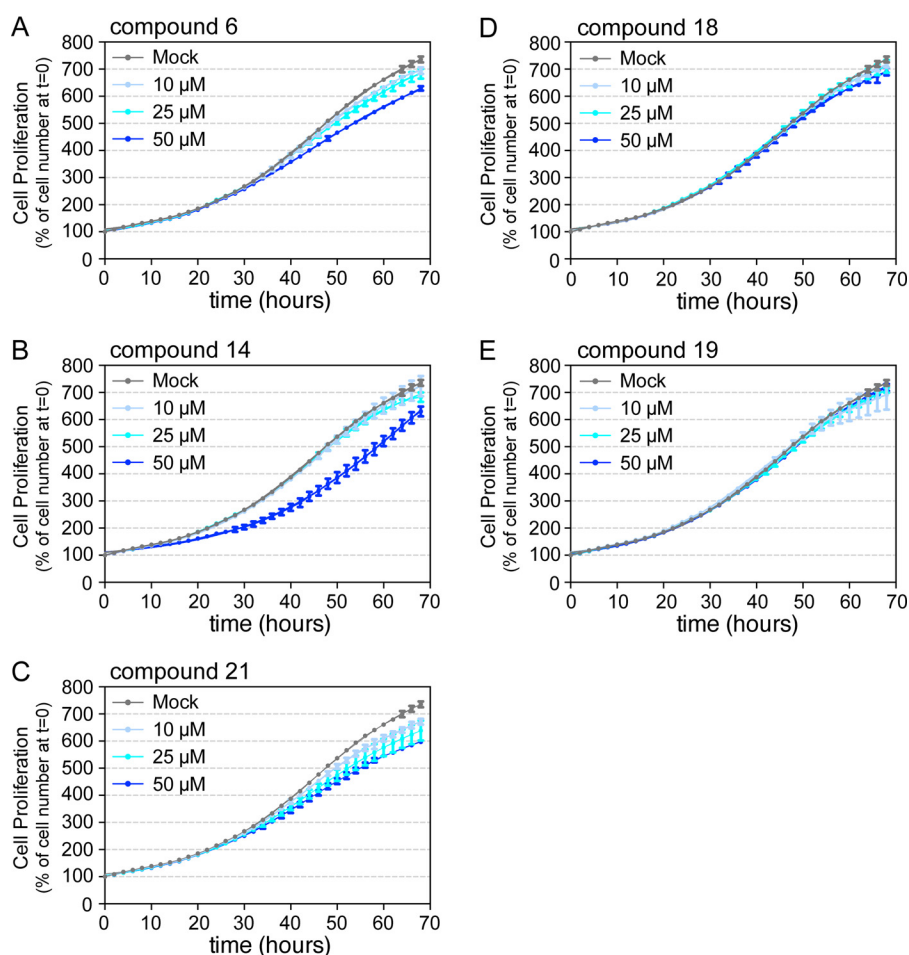 A
compound 6
Cell Proliferation
(% of cell number at t=0)
800
700
600
500
400
300
200
100
0
Mock
10 µM
25 µM
50 µM
0 10 20 30 40 50 60 70
time (hours)
D
compound 18
Cell Proliferation
(% of cell number at t=0)
800
700
600
500
400
300
200
100
0
Mock
10 µM
25 µM
50 µM
0 10 20 30 40 50 60 70
time (hours)
B
compound 14
Cell Proliferation
(% of cell number at t=0)
800
700
600
500
400
300
200
100
0
Mock
10 µM
25 µM
50 µM
0 10 20 30 40 50 60 70
time (hours)
E
compound 19
Cell Proliferation
(% of cell number at t=0)
800
700
600
500
400
300
200
100
0
Mock
10 µM
25 µM
50 µM
0 10 20 30 40 50 60 70
time (hours)
C
compound 21
Cell Proliferation
(% of cell number at t=0)
800
700
600
500
400
300
200
100
0
Mock
10 µM
25 µM
50 µM
0 10 20 30 40 50 60 70
time (hours)